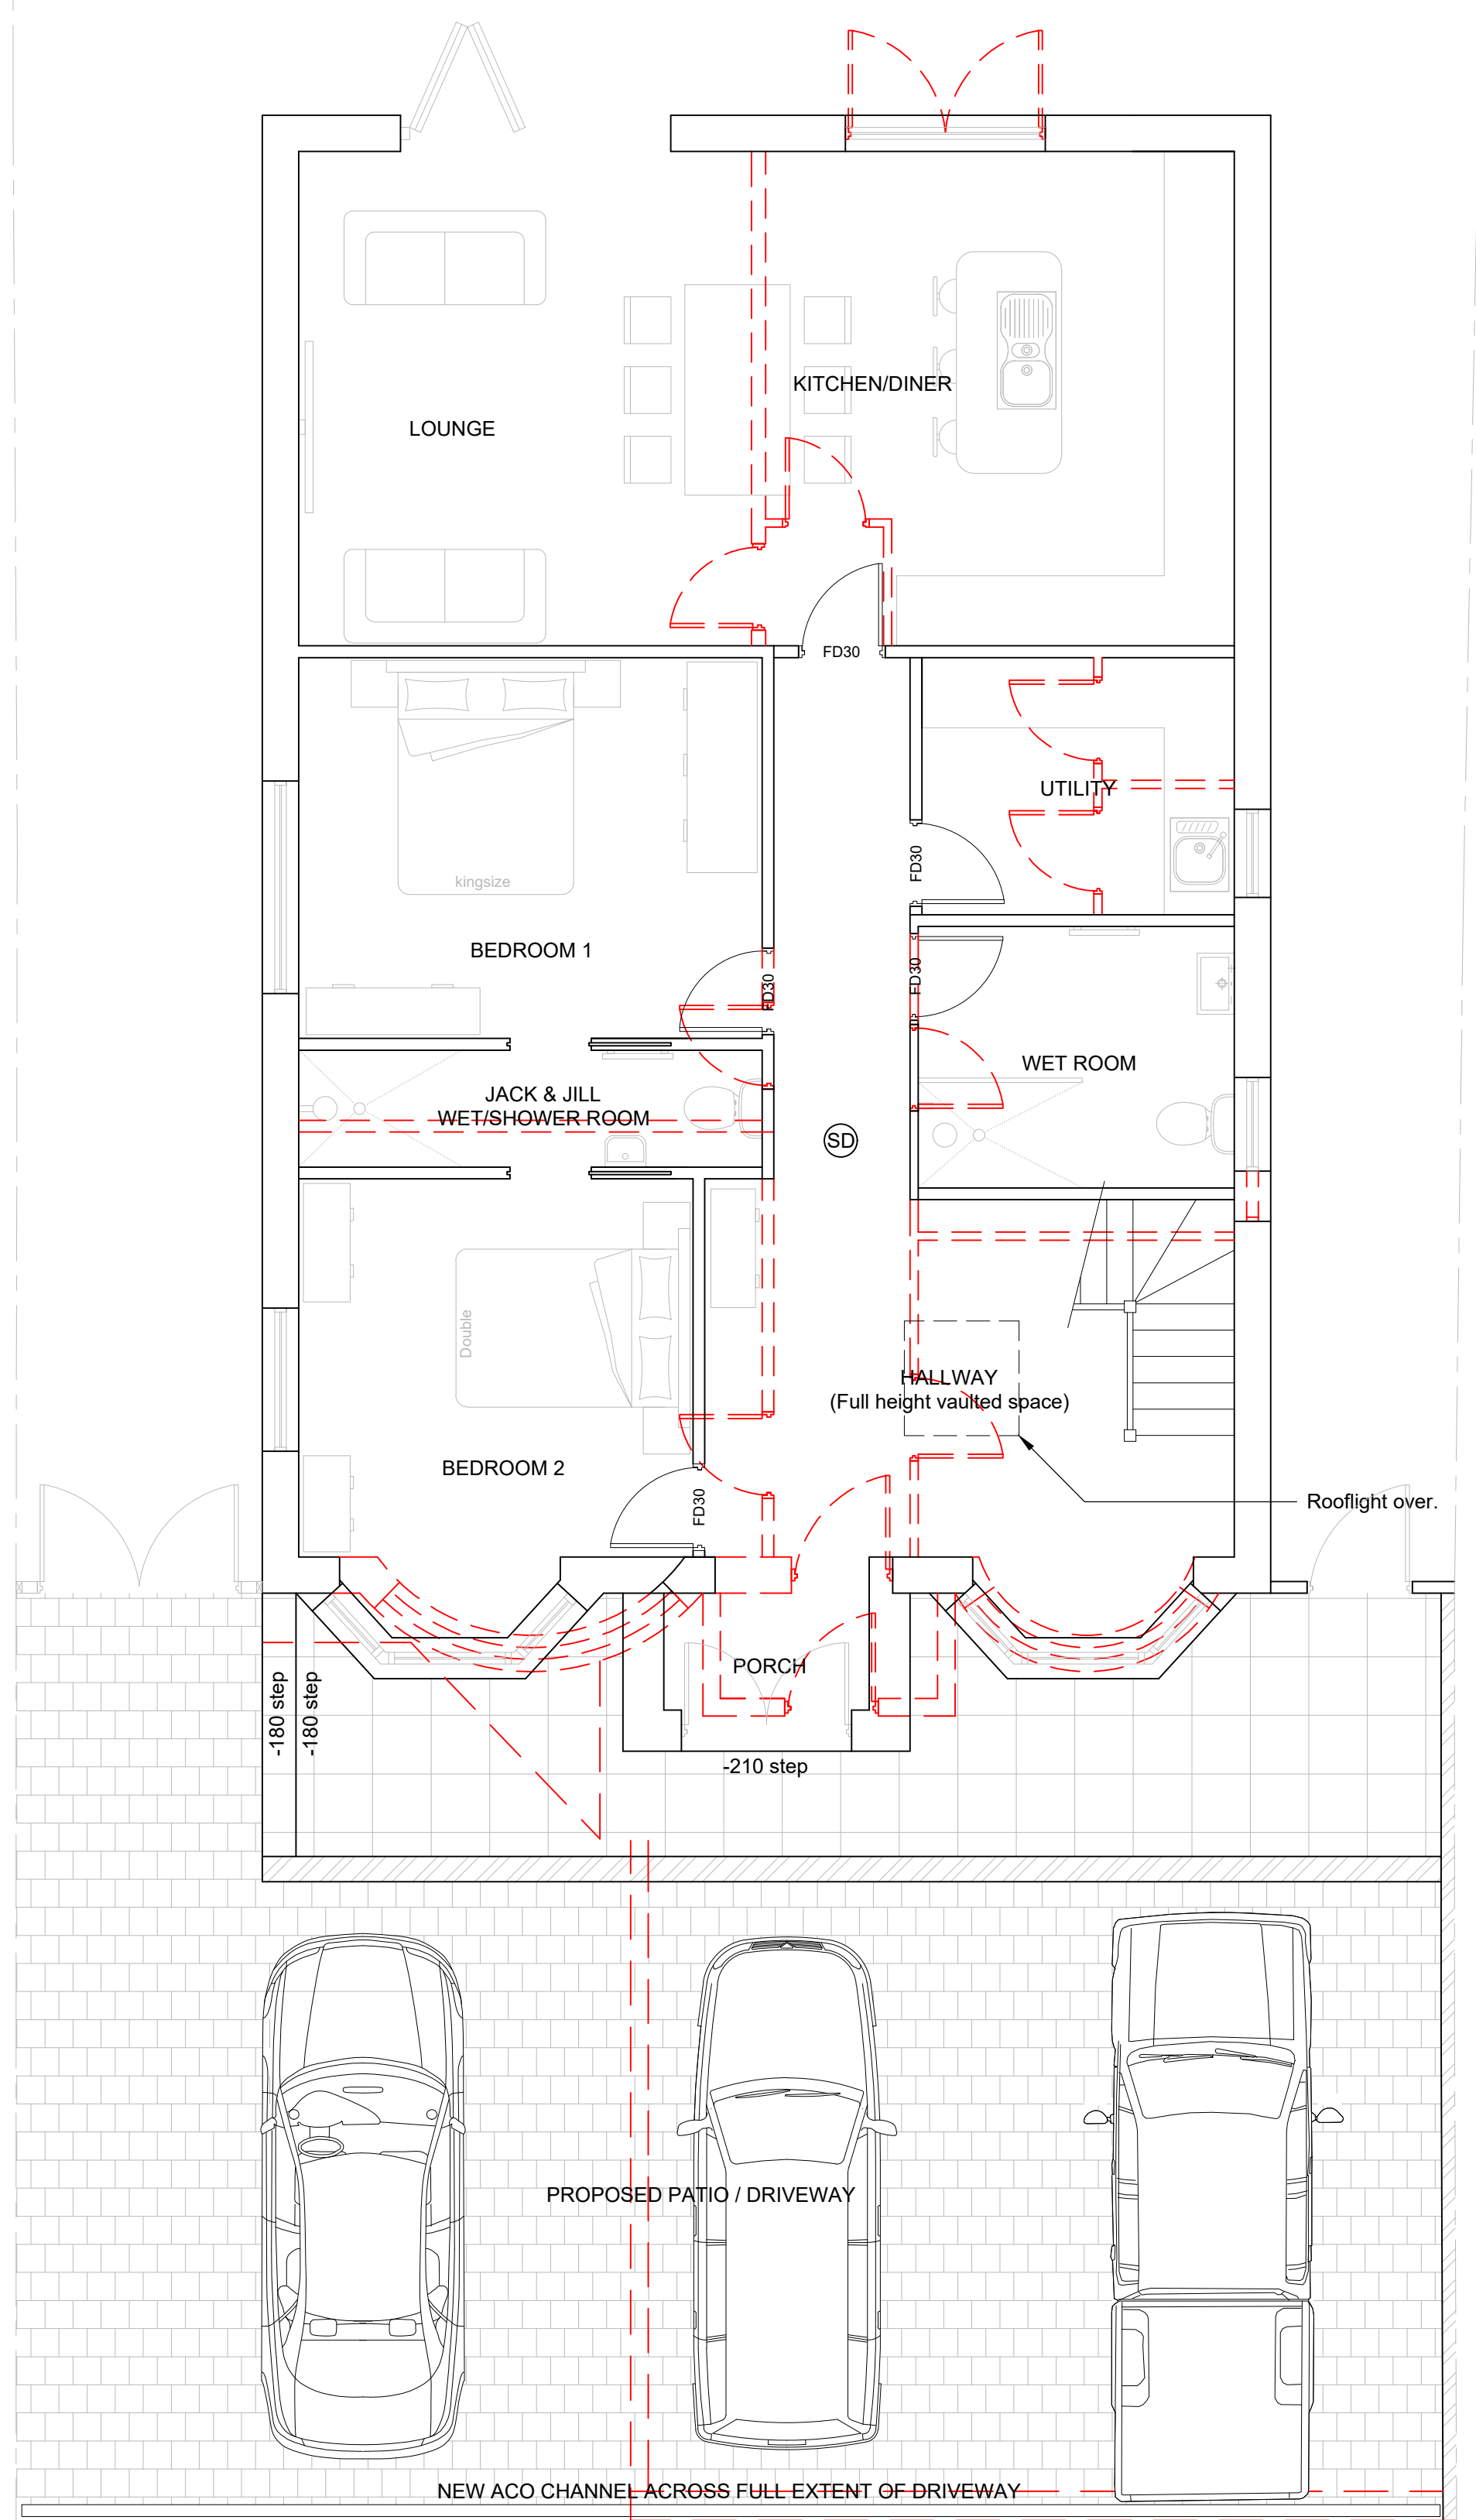 KITCHEN/DINER
LOUNGE
FD30
UTILITY
FD30
kingsize
BEDROOM 1
FD30
FD30
WET ROOM
JACK & JILL
WET/SHOWER ROOM
SD
Double
HALLWAY
(Full height vaulted space)
BEDROOM 2
FD30
Rooflight over.
PORCH
-180 step
-180 step
-210 step
PROPOSED PATIO / DRIVEWAY
NEW ACO CHANNEL ACROSS FULL EXTENT OF DRIVEWAY